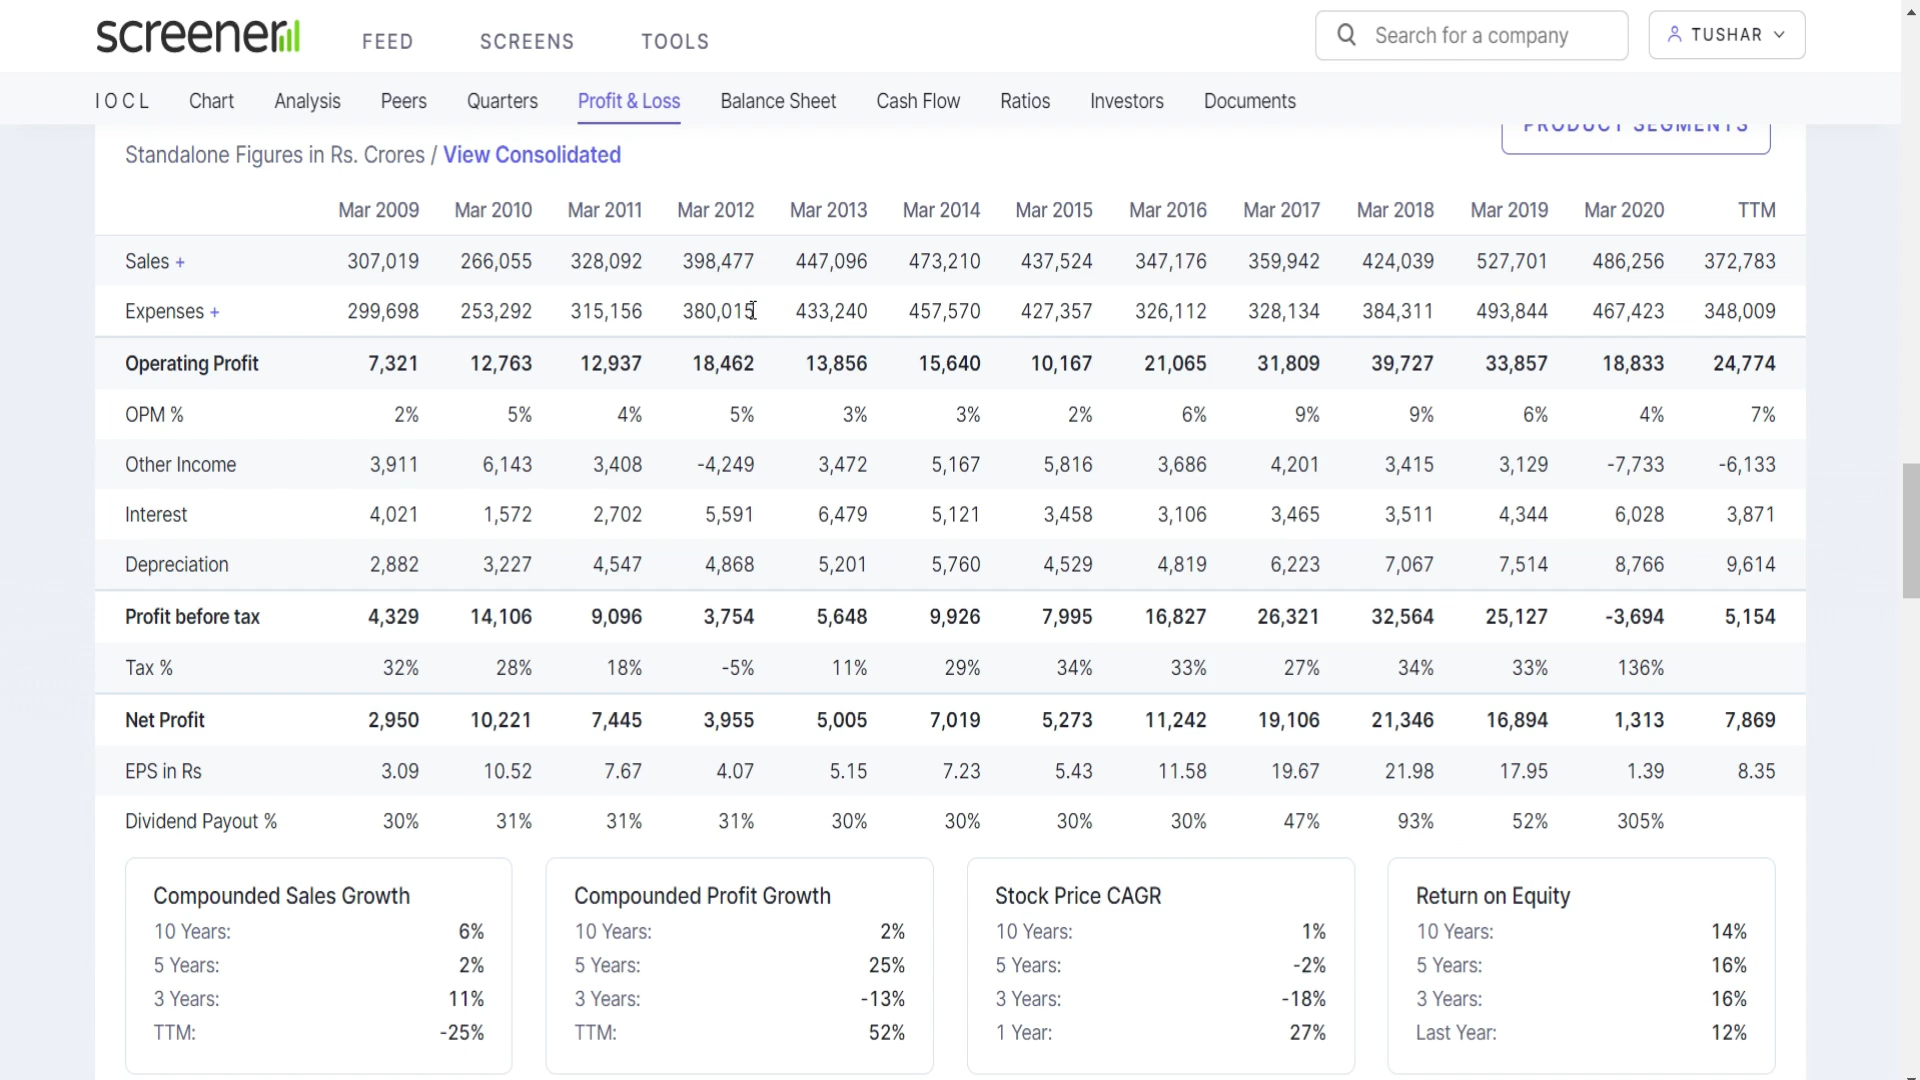 screener
FEED SCREENS TOOLS
Search for a company
TUSHAR
I O C L Chart Analysis Peers Quarters Profit & Loss Balance Sheet Cash Flow Ratios Investors Documents
PRODUCT SEGMENTS
Standalone Figures in Rs. Crores / View Consolidated
Mar 2009 Mar 2010 Mar 2011 Mar 2012 Mar 2013 Mar 2014 Mar 2015 Mar 2016 Mar 2017 Mar 2018 Mar 2019 Mar 2020 TTM
Sales + 307,019 266,055 328,092 398,477 447,096 473,210 437,524 347,176 359,942 424,039 527,701 486,256 372,783
Expenses + 299,698 253,292 315,156 380,015 433,240 457,570 427,357 326,112 328,134 384,311 493,844 467,423 348,009
Operating Profit 7,321 12,763 12,937 18,462 13,856 15,640 10,167 21,065 31,809 39,727 33,857 18,833 24,774
OPM % 2% 5% 4% 5% 3% 3% 2% 6% 9% 9% 6% 4% 7%
Other Income 3,911 6,143 3,408 -4,249 3,472 5,167 5,816 3,686 4,201 3,415 3,129 -7,733 -6,133
Interest 4,021 1,572 2,702 5,591 6,479 5,121 3,458 3,106 3,465 3,511 4,344 6,028 3,871
Depreciation 2,882 3,227 4,547 4,868 5,201 5,760 4,529 4,819 6,223 7,067 7,514 8,766 9,614
Profit before tax 4,329 14,106 9,096 3,754 5,648 9,926 7,995 16,827 26,321 32,564 25,127 -3,694 5,154
Tax % 32% 28% 18% -5% 11% 29% 34% 33% 27% 34% 33% 136%
Net Profit 2,950 10,221 7,445 3,955 5,005 7,019 5,273 11,242 19,106 21,346 16,894 1,313 7,869
EPS in Rs 3.09 10.52 7.67 4.07 5.15 7.23 5.43 11.58 19.67 21.98 17.95 1.39 8.35
Dividend Payout % 30% 31% 31% 31% 30% 30% 30% 30% 47% 93% 52% 305%
Compounded Sales Growth
10 Years: 6%
5 Years: 2%
3 Years: 11%
TTM: -25%
Compounded Profit Growth
10 Years: 2%
5 Years: 25%
3 Years: -13%
TTM: 52%
Stock Price CAGR
10 Years: 1%
5 Years: -2%
3 Years: -18%
1 Year: 27%
Return on Equity
10 Years: 14%
5 Years: 16%
3 Years: 16%
Last Year: 12%